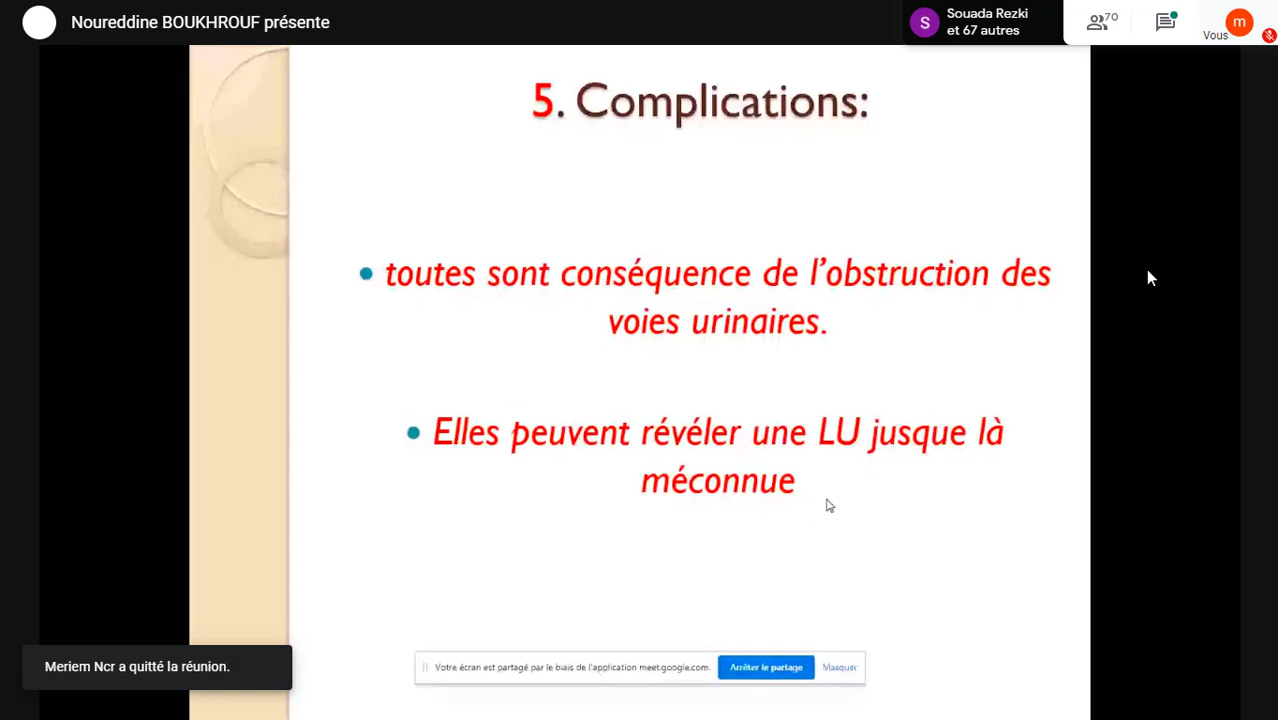 Noureddine BOUKHROUF présente
Souada Rezki
et 67 autres
S
70
m
Vous
5. Complications:
• toutes sont conséquence de l’obstruction des
voies urinaires.
• Elles peuvent révéler une LU jusque là
méconnue
Meriem Ncr a quitté la réunion.
Votre écran est partagé par le biais de l'application meet.google.com.
Arrêter le partage
Masquer